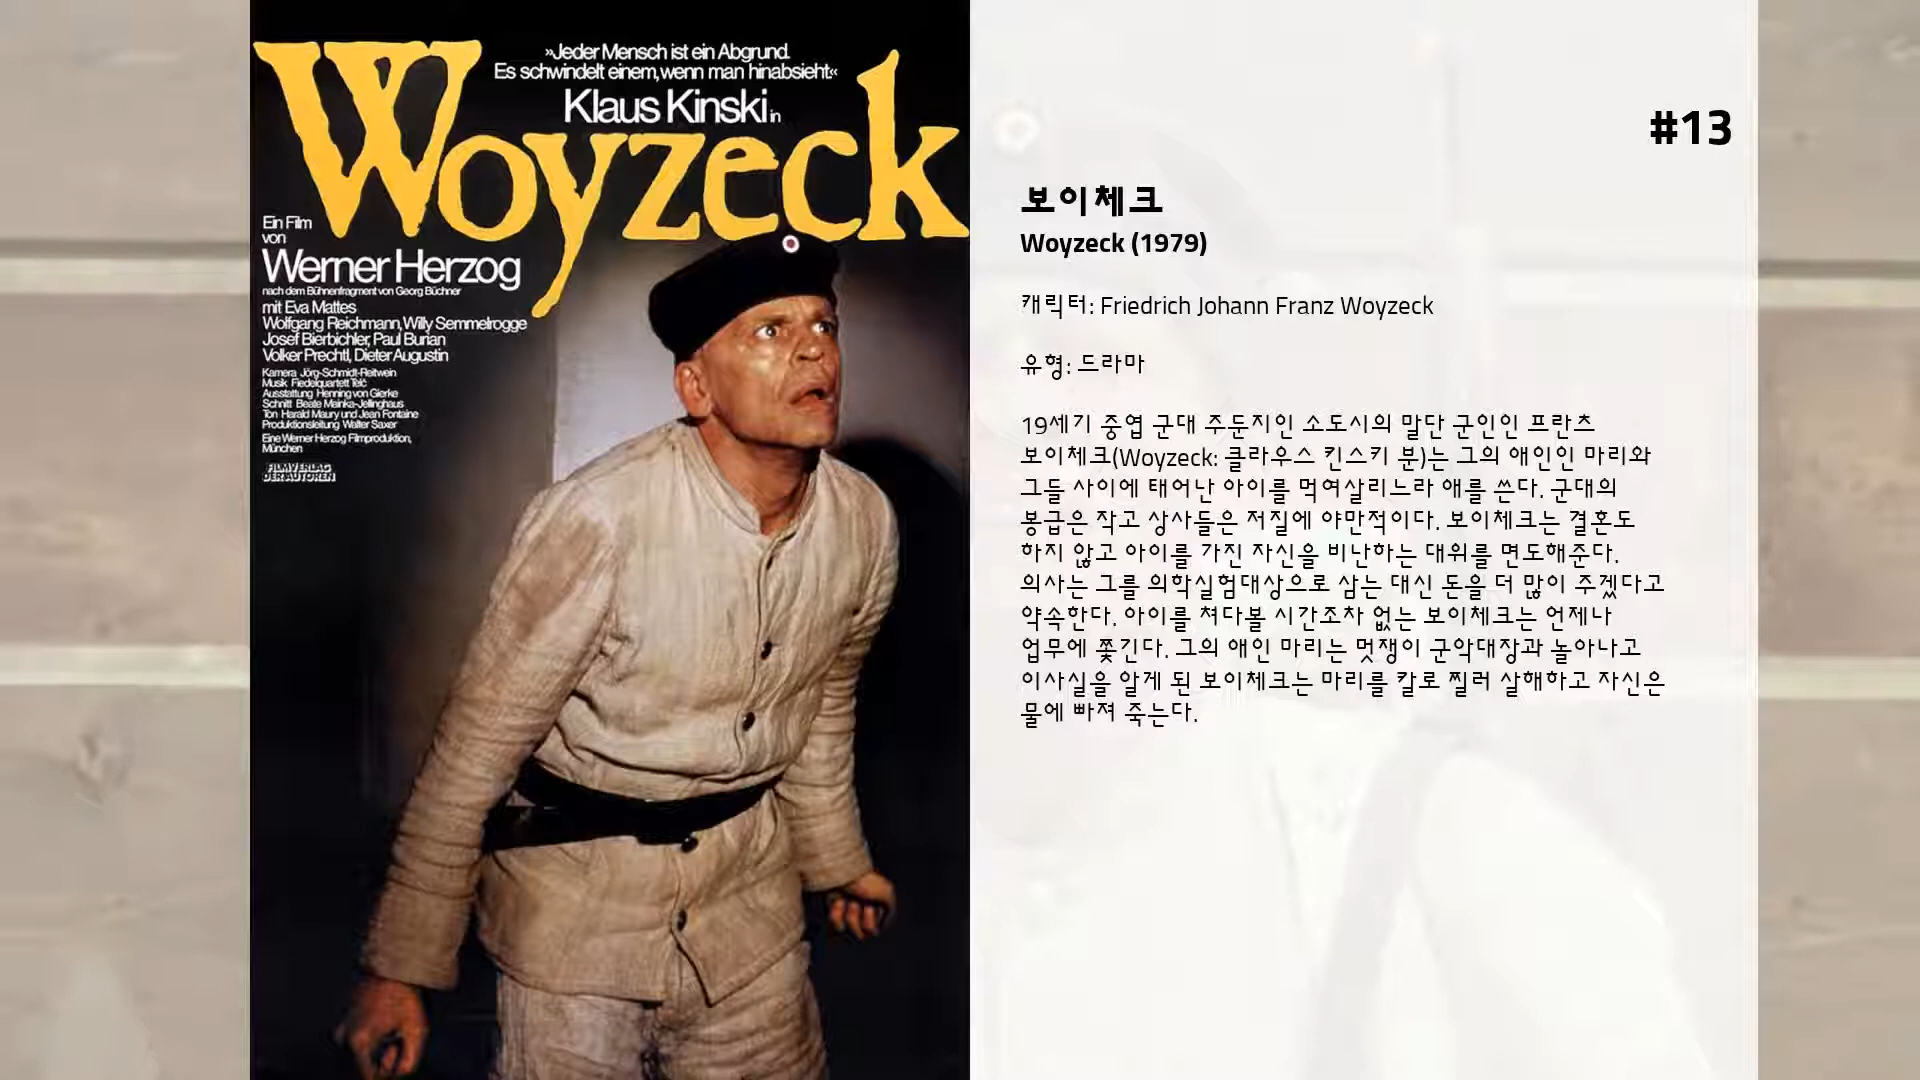 »Jeder Mensch ist ein Abgrund.
Es schwindelt einem, wenn man hinabsieht«
Klaus Kinski in
Woyzeck
Ein Film
von
Werner Herzog
nach dem Bühnenfragment von Georg Büchner
mit Eva Mattes
Wolfgang Reichmann, Willy Semmelrogge
Josef Bierbichler, Paul Burian
Volker Prechtl, Dieter Augustin
Kamera Jörg-Schmidt-Reitwein
Musik Fiedelquartett Telč
Ausstattung Henning von Gierke
Schnitt Beate Mainka-Jellinghaus
Ton Harald Maury und Jean Fontaine
Produktionsleitung Walter Saxer
Eine Werner Herzog Filmproduktion,
München
FILMVERLAG
DER AUTOREN
#13
보이체크
Woyzeck (1979)
캐릭터: Friedrich Johann Franz Woyzeck
유형: 드라마
19세기 중엽 군대 주둔지인 소도시의 말단 군인인 프란츠
보이체크(Woyzeck: 클라우스 킨스키 분)는 그의 애인인 마리와
그들 사이에 태어난 아이를 먹여살리느라 애를 쓴다. 군대의
봉급은 작고 상사들은 저질에 야만적이다. 보이체크는 결혼도
하지 않고 아이를 가진 자신을 비난하는 대위를 면도해준다.
의사는 그를 의학실험대상으로 삼는 대신 돈을 더 많이 주겠다고
약속한다. 아이를 쳐다볼 시간조차 없는 보이체크는 언제나
업무에 쫓긴다. 그의 애인 마리는 멋쟁이 군악대장과 놀아나고
이사실을 알게 된 보이체크는 마리를 칼로 찔러 살해하고 자신은
물에 빠져 죽는다.